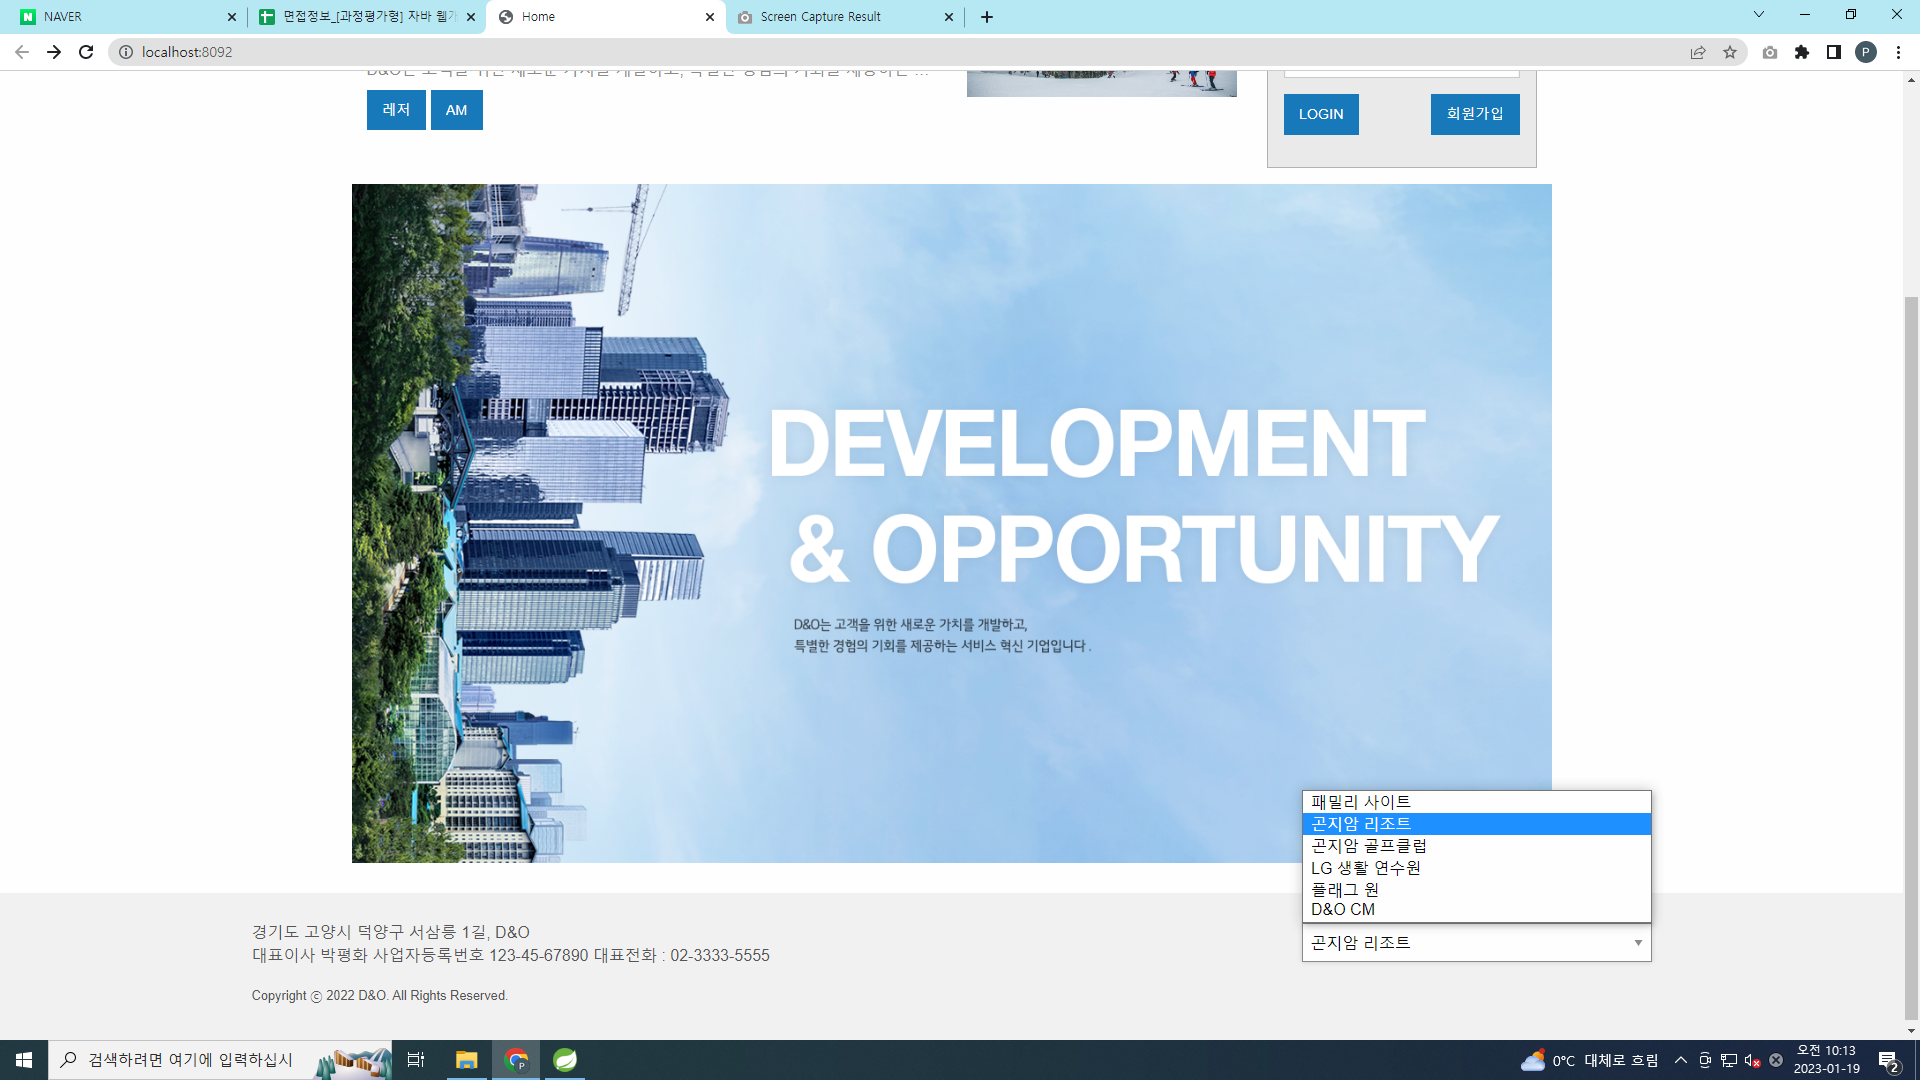 NAVER
면접정보_[과정평가형] 자바 웹개
Home
Screen Capture Result
localhost:8092
D&O는 고객을 위한 새로운 가치를 개발하고, 특별한 경험의 기회를 제공하는 ...
레저
AM
LOGIN
회원가입
DEVELOPMENT
& OPPORTUNITY
D&O는 고객을 위한 새로운 가치를 개발하고,
특별한 경험의 기회를 제공하는 서비스 혁신 기업입니다 .
패밀리 사이트
곤지암 리조트
곤지암 골프클럽
LG 생활 연수원
플래그 원
D&O CM
곤지암 리조트
경기도 고양시 덕양구 서삼릉 1길, D&O
대표이사 박평화 사업자등록번호 123-45-67890 대표전화 : 02-3333-5555
Copyright ⓒ 2022 D&O. All Rights Reserved.
검색하려면 여기에 입력하십시
0°C 대체로 흐림
오전 10:13
2023-01-19
2
P
P